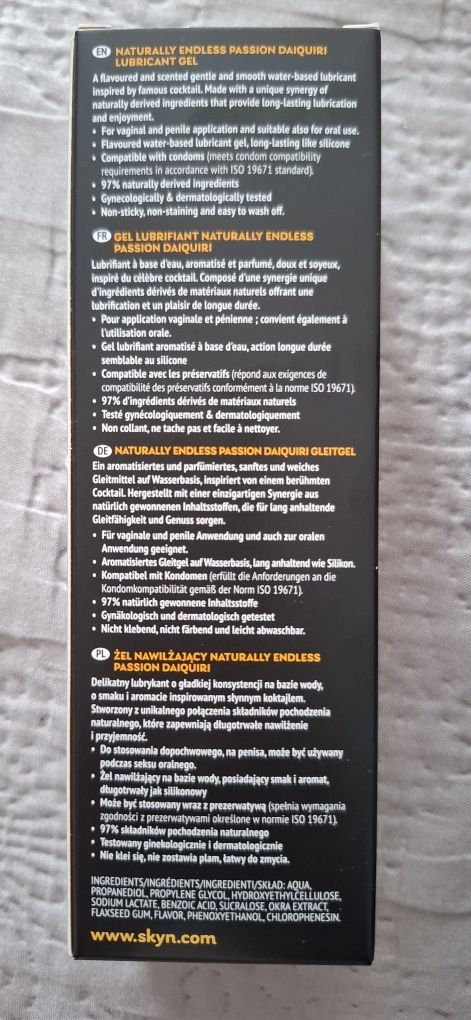 EN NATURALLY ENDLESS PASSION DAIQUIRI
LUBRICANT GEL
A flavoured and scented gentle and smooth water-based lubricant
inspired by famous cocktail. Made with a unique synergy of
naturally derived ingredients that provide long-lasting lubrication
and enjoyment.
• For vaginal and penile application and suitable also for oral use.
• Flavoured water-based lubricant gel, long-lasting like silicone
• Compatible with condoms (meets condom compatibility
requirements in accordance with ISO 19671 standard).
• 97% naturally derived ingredients
• Gynecologically & dermatologically tested
• Non-sticky, non-staining and easy to wash off.
FR GEL LUBRIFIANT NATURALLY ENDLESS
PASSION DAIQUIRI
Lubrifiant à base d'eau, aromatisé et parfumé, doux et soyeux,
inspiré du célèbre cocktail. Composé d'une synergie unique
d'ingrédients dérivés de matériaux naturels offrant une
lubrification et un plaisir de longue durée.
• Pour application vaginale et pénienne ; convient également à
l'utilisation orale.
• Gel lubrifiant aromatisé à base d'eau, action longue durée
semblable au silicone
• Compatible avec les préservatifs (répond aux exigences de
compatibilité des préservatifs conformément à la norme ISO 19671).
• 97% d'ingrédients dérivés de matériaux naturels
• Testé gynécologiquement & dermatologiquement
• Non collant, ne tache pas et facile à nettoyer.
DE NATURALLY ENDLESS PASSION DAIQUIRI GLEITGEL
Ein aromatisiertes und parfümiertes, sanftes und weiches
Gleitmittel auf Wasserbasis, inspiriert von einem berühmten
Cocktail. Hergestellt mit einer einzigartigen Synergie aus
natürlich gewonnenen Inhaltsstoffen, die für lang anhaltende
Gleitfähigkeit und Genuss sorgen.
• Für vaginale und penile Anwendung und auch zur oralen
Anwendung geeignet.
• Aromatisiertes Gleitgel auf Wasserbasis, lang anhaltend wie Silikon.
• Kompatibel mit Kondomen (erfüllt die Anforderungen an die
Kondomkompatibilität gemäß der Norm ISO 19671).
• 97% natürlich gewonnene Inhaltsstoffe
• Gynäkologisch und dermatologisch getestet
• Nicht klebend, nicht färbend und leicht abwaschbar.
PL ŻEL NAWILŻAJĄCY NATURALLY ENDLESS
PASSION DAIQUIRI
Delikatny lubrykant o gładkiej konsystencji na bazie wody,
o smaku i aromacie inspirowanym słynnym koktajlem.
Stworzony z unikalnego połączenia składników pochodzenia
naturalnego, które zapewniają długotrwałe nawilżenie
i przyjemność.
• Do stosowania dopochwowego, na penisa, może być używany
podczas seksu oralnego.
• Żel nawilżający na bazie wody, posiadający smak i aromat,
długotrwały jak silikonowy
• Może być stosowany wraz z prezerwatywą (spełnia wymagania
zgodności z prezerwatywami określone w normie ISO 19671).
• 97% składników pochodzenia naturalnego
• Testowany ginekologicznie i dermatologicznie
• Nie klei się, nie zostawia plam, łatwy do zmycia.
INGREDIENTS/INGRÉDIENTS/INGREDIENTI/SKŁAD: AQUA,
PROPANEDIOL, PROPYLENE GLYCOL, HYDROXYETHYLCELLULOSE,
SODIUM LACTATE, BENZOIC ACID, SUCRALOSE, OKRA EXTRACT,
FLAXSEED GUM, FLAVOR, PHENOXYETHANOL, CHLORPHENESIN.
www.skyn.com